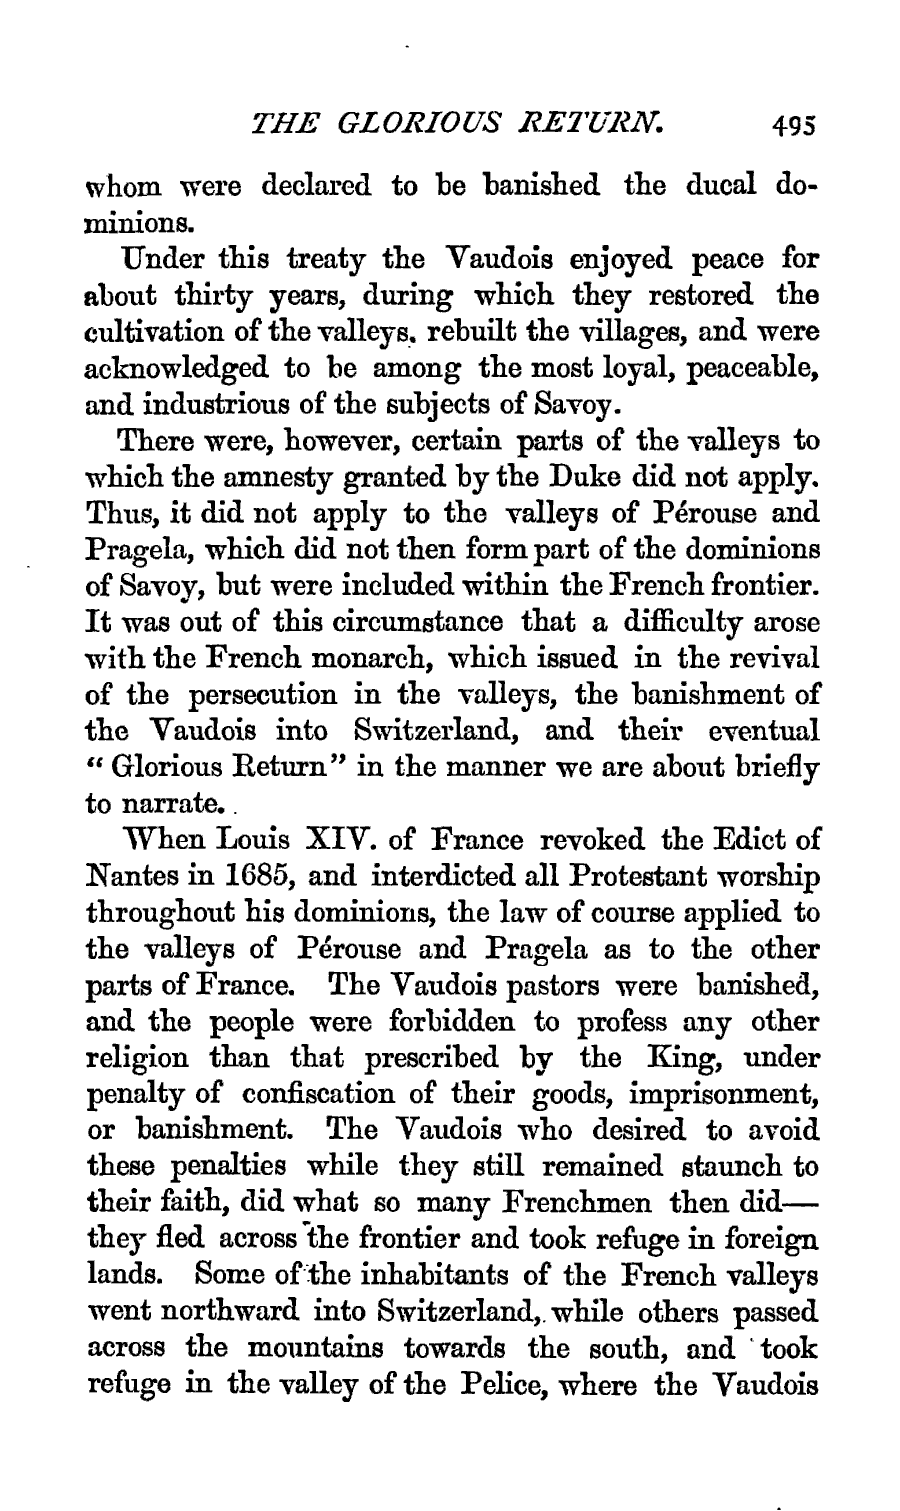 THE GLORIOUS RETURN. 495
whom were declared to be banished the ducal do-
minions.
Under this treaty the Vaudois enjoyed peace for
about thirty years, during which they restored the
cultivation of the valleys, rebuilt the villages, and were
acknowledged to be among the most loyal, peaceable,
and industrious of the subjects of Savoy.
There were, however, certain parts of the valleys to
which the amnesty granted by the Duke did not apply.
Thus, it did not apply to the valleys of Pérouse and
Pragela, which did not then form part of the dominions
of Savoy, but were included within the French frontier.
It was out of this circumstance that a difficulty arose
with the French monarch, which issued in the revival
of the persecution in the valleys, the banishment of
the Vaudois into Switzerland, and their eventual
“ Glorious Return” in the manner we are about briefly
to narrate.
When Louis XIV. of France revoked the Edict of
Nantes in 1685, and interdicted all Protestant worship
throughout his dominions, the law of course applied to
the valleys of Pérouse and Pragela as to the other
parts of France. The Vaudois pastors were banished,
and the people were forbidden to profess any other
religion than that prescribed by the King, under
penalty of confiscation of their goods, imprisonment,
or banishment. The Vaudois who desired to avoid
these penalties while they still remained staunch to
their faith, did what so many Frenchmen then did—
they fled across the frontier and took refuge in foreign
lands. Some of the inhabitants of the French valleys
went northward into Switzerland, while others passed
across the mountains towards the south, and took
refuge in the valley of the Pelice, where the Vaudois